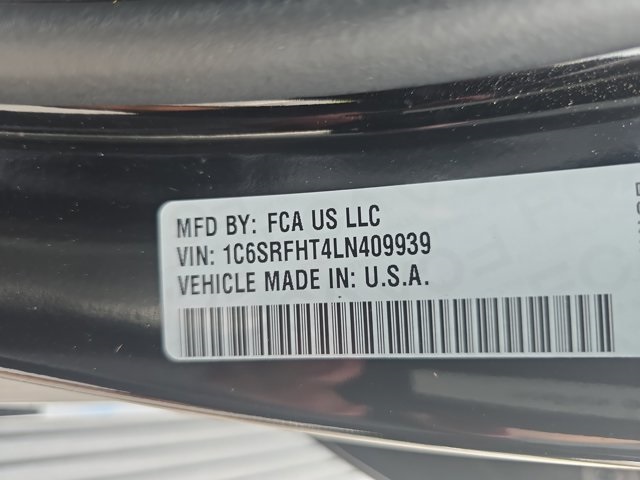 MFD BY: FCA US LLC
VIN: 1C6SRFHT4LN409939
VEHICLE MADE IN: U.S.A.